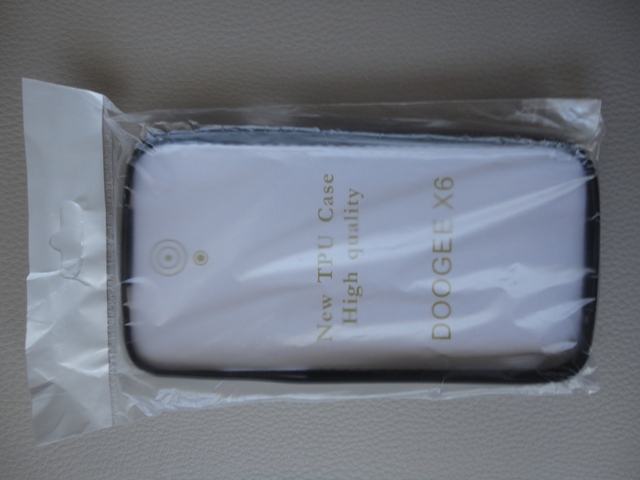 New TPU Case
High quality
DOOGEE X6